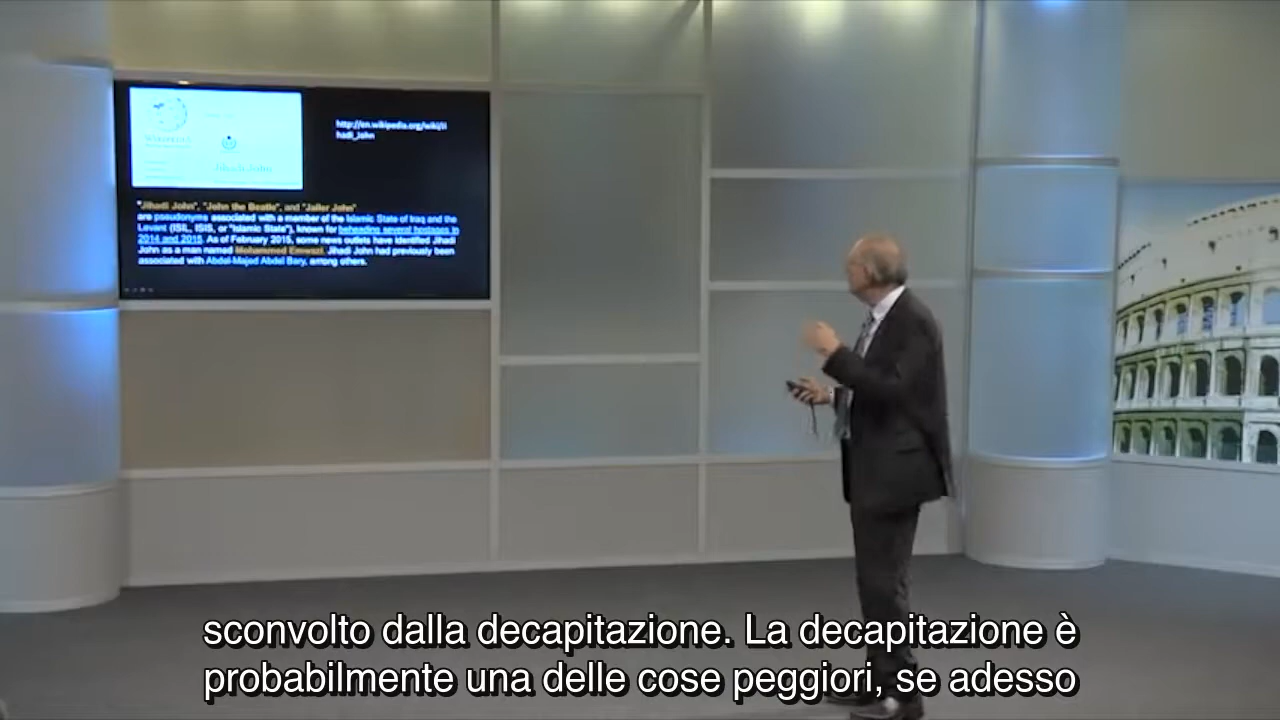 Jihadi John
http://en.wikipedia.org/wiki/Ji
hadi_John
"Jihadi John", "John the Beatle", and "Jailer John"
are pseudonyms associated with a member of the Islamic State of Iraq and the
Levant (ISIL, ISIS, or "Islamic State"), known for beheading several hostages in
2014 and 2015. As of February 2015, some news outlets have identified Jihadi
John as a man named Mohammed Emwazi. Jihadi John had previously been
associated with Abdel-Majed Abdel Bary, among others.
sconvolto dalla decapitazione. La decapitazione è
probabilmente una delle cose peggiori, se adesso